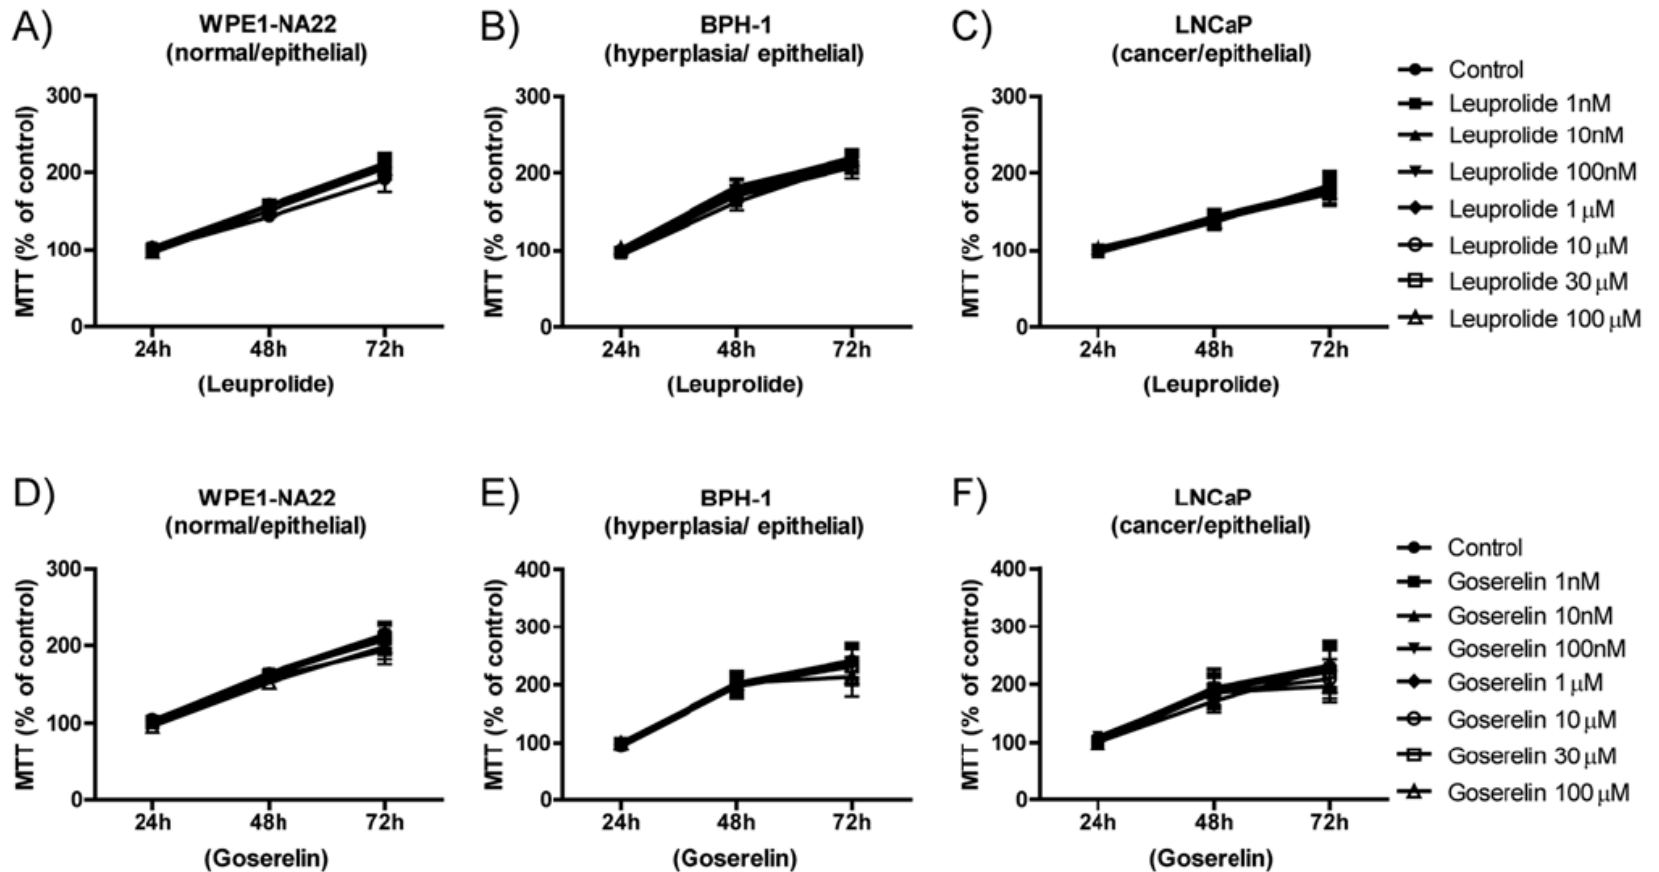 A)
WPE1-NA22
(normal/epithelial)
MTT (% of control)
300
200
100
0
24h 48h 72h
(Leuprolide)
B)
BPH-1
(hyperplasia/ epithelial)
MTT (% of control)
300
200
100
0
24h 48h 72h
(Leuprolide)
C)
LNCaP
(cancer/epithelial)
MTT (% of control)
300
200
100
0
24h 48h 72h
(Leuprolide)
Control
Leuprolide 1nM
Leuprolide 10nM
Leuprolide 100nM
Leuprolide 1 μM
Leuprolide 10 μM
Leuprolide 30 μM
Leuprolide 100 μM
D)
WPE1-NA22
(normal/epithelial)
MTT (% of control)
300
200
100
0
24h 48h 72h
(Goserelin)
E)
BPH-1
(hyperplasia/ epithelial)
MTT (% of control)
400
300
200
100
0
24h 48h 72h
(Goserelin)
F)
LNCaP
(cancer/epithelial)
MTT (% of control)
400
300
200
100
0
24h 48h 72h
(Goserelin)
Control
Goserelin 1nM
Goserelin 10nM
Goserelin 100nM
Goserelin 1 μM
Goserelin 10 μM
Goserelin 30 μM
Goserelin 100 μM